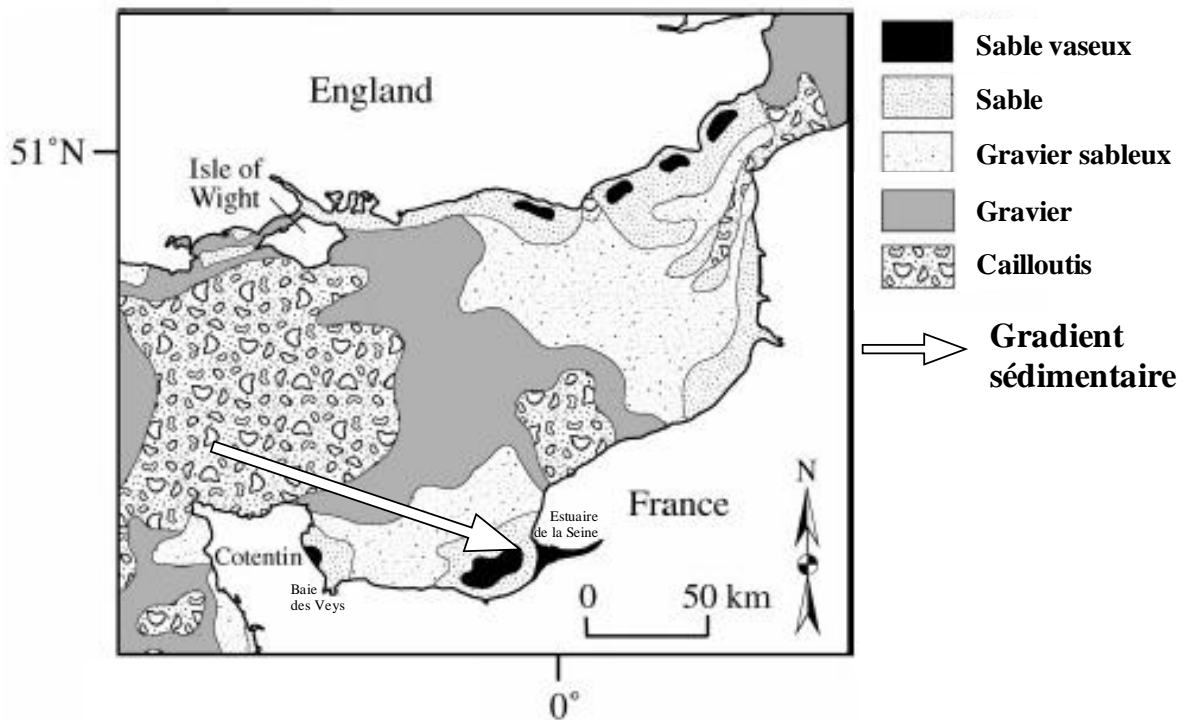 England
51°N
Isle of
Wight
Cotentin
Baie
des Veys
Estuaire
de la Seine
France
N
0
50 km
0°
Sable vaseux
Sable
Gravier sableux
Gravier
Cailloutis
Gradient
sédimentaire